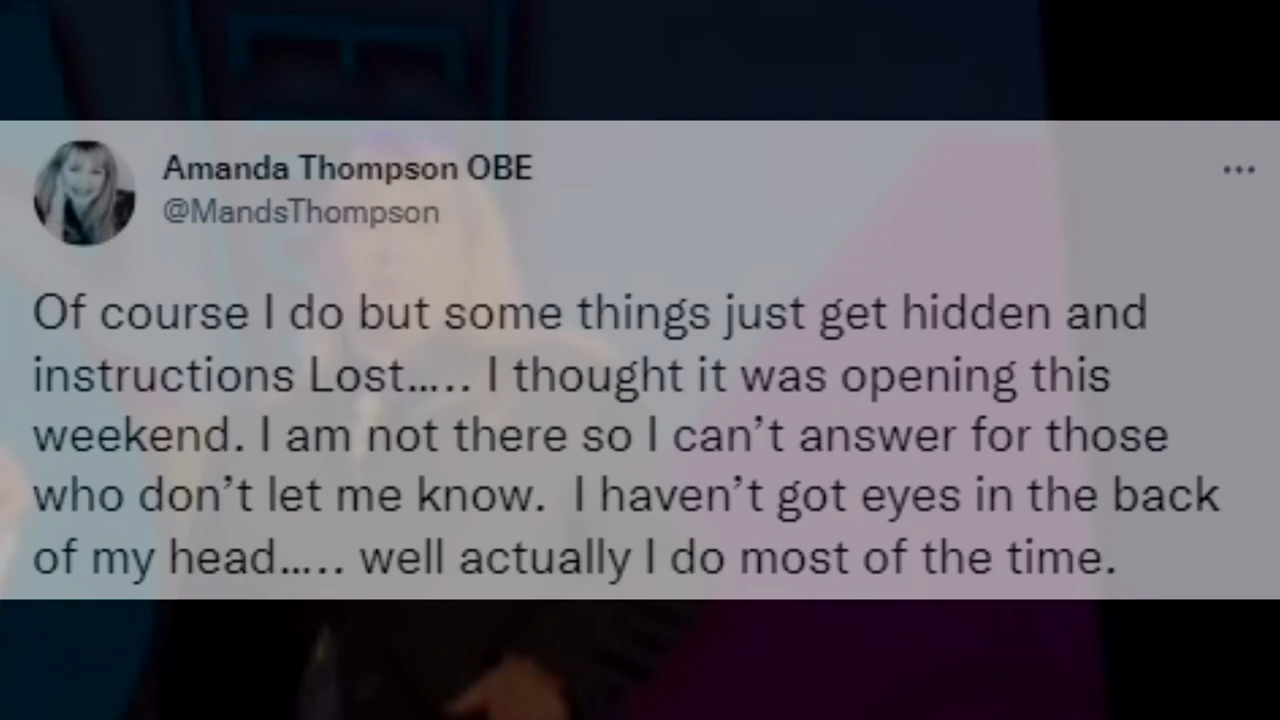 Amanda Thompson OBE
@MandsThompson
Of course I do but some things just get hidden and
instructions Lost..... I thought it was opening this
weekend. I am not there so I can’t answer for those
who don’t let me know.  I haven’t got eyes in the back
of my head..... well actually I do most of the time.